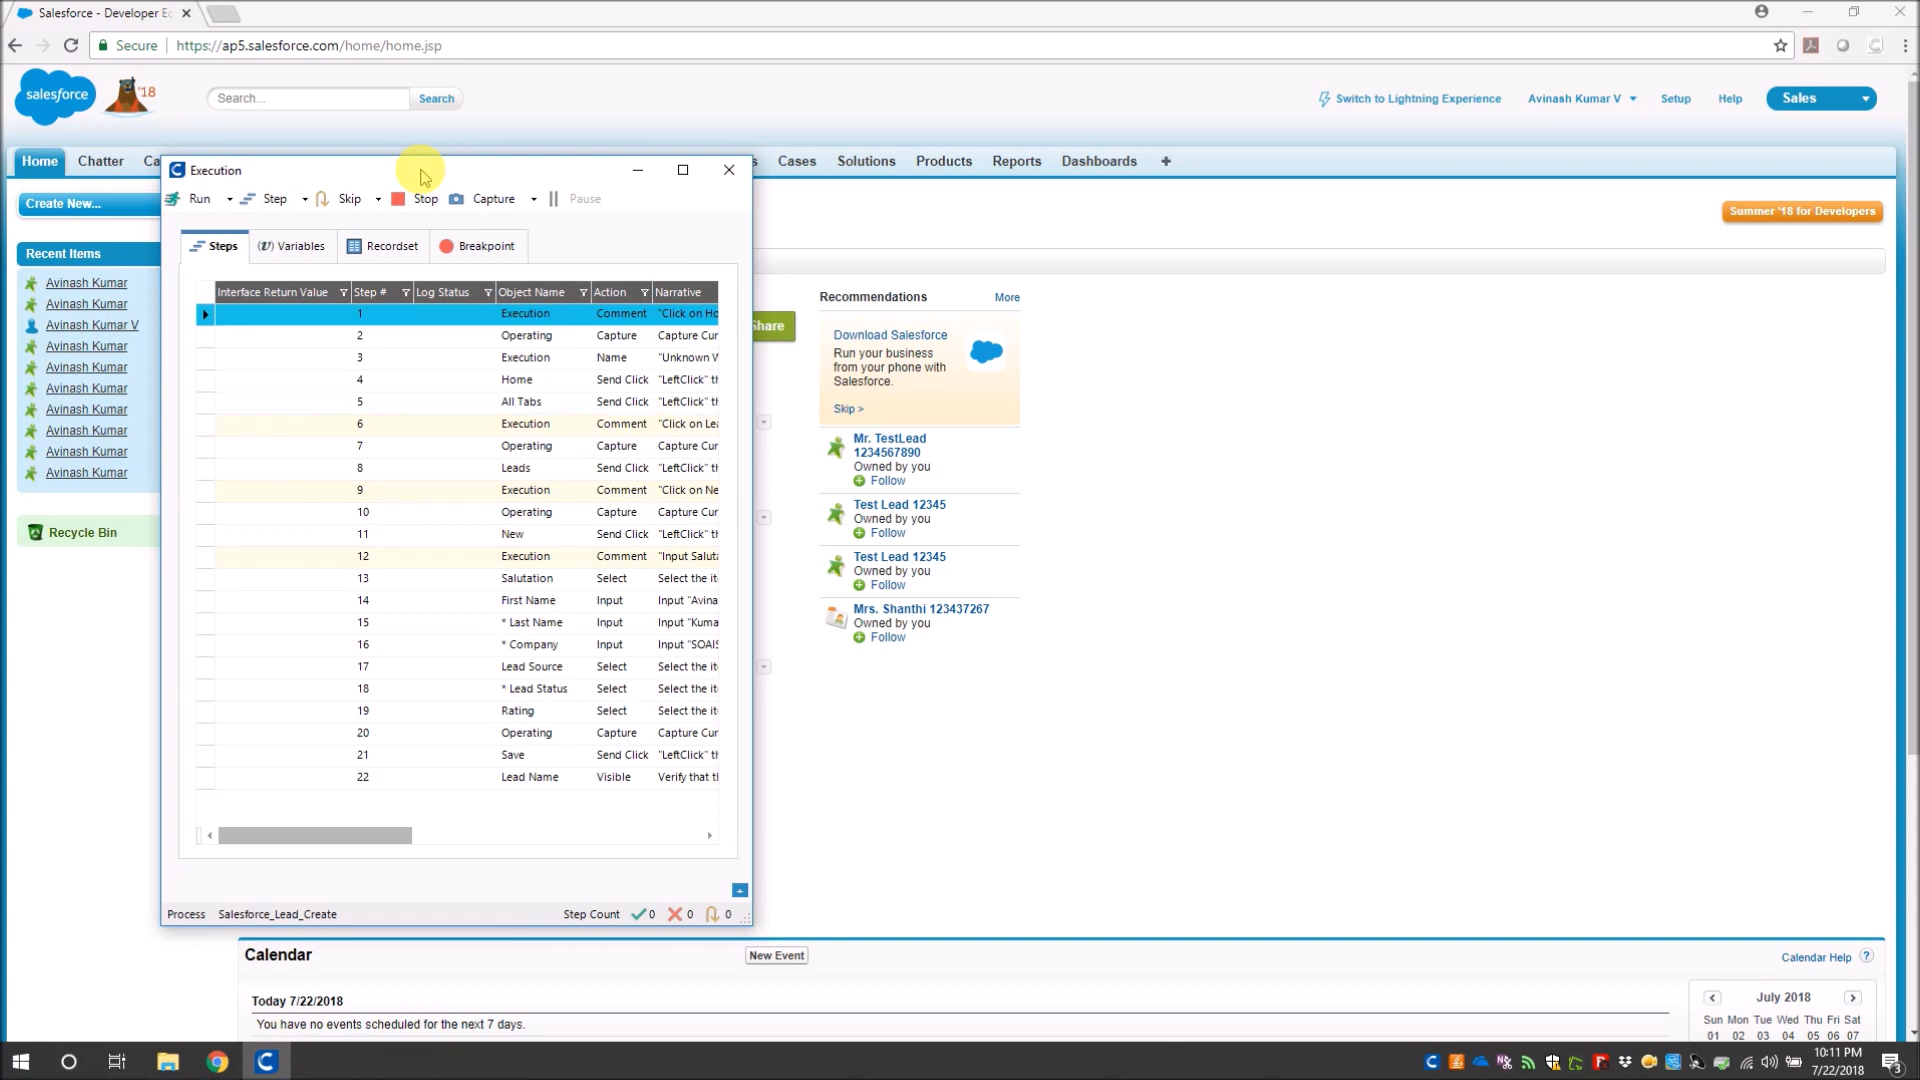 Salesforce - Developer Ec
Secure
https://ap5.salesforce.com/home/home.jsp
salesforce
'18
Search...
Search
Switch to Lightning Experience
Avinash Kumar V
Setup
Help
Sales
Home
Chatter
Ca
s
Cases
Solutions
Products
Reports
Dashboards
+
Create New...
Summer '18 for Developers
Recent Items
Avinash Kumar
Avinash Kumar
Avinash Kumar V
Avinash Kumar
Avinash Kumar
Avinash Kumar
Avinash Kumar
Avinash Kumar
Avinash Kumar
Avinash Kumar
Recycle Bin
Execution
Run
Step
Skip
Stop
Capture
Pause
Steps
Variables
Recordset
Breakpoint
Interface Return Value Step # Log Status Object Name Action Narrative
1 Execution Comment "Click on Ho
2 Operating Capture Capture Cur
3 Execution Name "Unknown W
4 Home Send Click "LeftClick" th
5 All Tabs Send Click "LeftClick" th
6 Execution Comment "Click on Lea
7 Operating Capture Capture Cur
8 Leads Send Click "LeftClick" th
9 Execution Comment "Click on Ne
10 Operating Capture Capture Cur
11 New Send Click "LeftClick" th
12 Execution Comment "Input Saluta
13 Salutation Select Select the it
14 First Name Input Input "Avina
15 * Last Name Input Input "Kuma
16 * Company Input Input "SOAIS
17 Lead Source Select Select the it
18 * Lead Status Select Select the it
19 Rating Select Select the it
20 Operating Capture Capture Cur
21 Save Send Click "LeftClick" th
22 Lead Name Visible Verify that th
Process Salesforce_Lead_Create
Step Count 0 0 0
Share
Recommendations
More
Download Salesforce
Run your business
from your phone with
Salesforce.
Skip >
Mr. TestLead
1234567890
Owned by you
Follow
Test Lead 12345
Owned by you
Follow
Test Lead 12345
Owned by you
Follow
Mrs. Shanthi 123437267
Owned by you
Follow
Calendar
New Event
Calendar Help ?
Today 7/22/2018
You have no events scheduled for the next 7 days.
July 2018
Sun Mon Tue Wed Thu Fri Sat
01 02 03 04 05 06 07
10:11 PM
7/22/2018
3